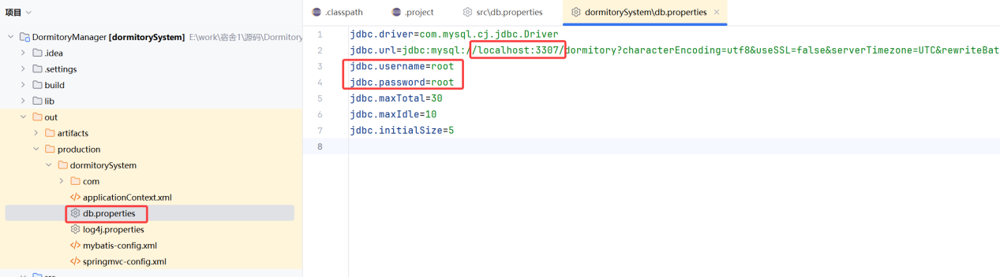 项目
DormitoryManager [dormitorySystem] E:\work\宿舍1\源码\Dormitory
.idea
.settings
build
lib
out
artifacts
production
dormitorySystem
com
applicationContext.xml
db.properties
log4j.properties
mybatis-config.xml
springmvc-config.xml
src
.classpath
.project
src\db.properties
dormitorySystem\db.properties
1 jdbc.driver=com.mysql.cj.jdbc.Driver
2 jdbc.url=jdbc:mysql://localhost:3307/dormitory?characterEncoding=utf8&useSSL=false&serverTimezone=UTC&rewriteBat
3 jdbc.username=root
4 jdbc.password=root
5 jdbc.maxTotal=30
6 jdbc.maxIdle=10
7 jdbc.initialSize=5
8